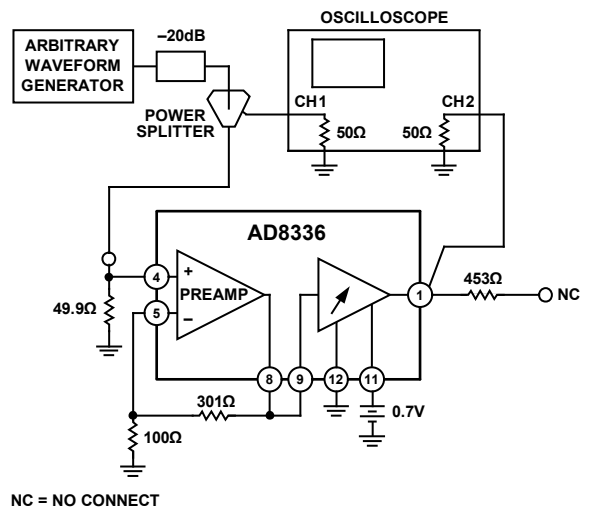 OSCILLOSCOPE
ARBITRARY
WAVEFORM
GENERATOR
–20dB
POWER
SPLITTER
CH1
CH2
50Ω
50Ω
AD8336
49.9Ω
4
+
PREAMP
5
–
1
453Ω
NC
8
9
12
11
301Ω
0.7V
100Ω
NC = NO CONNECT